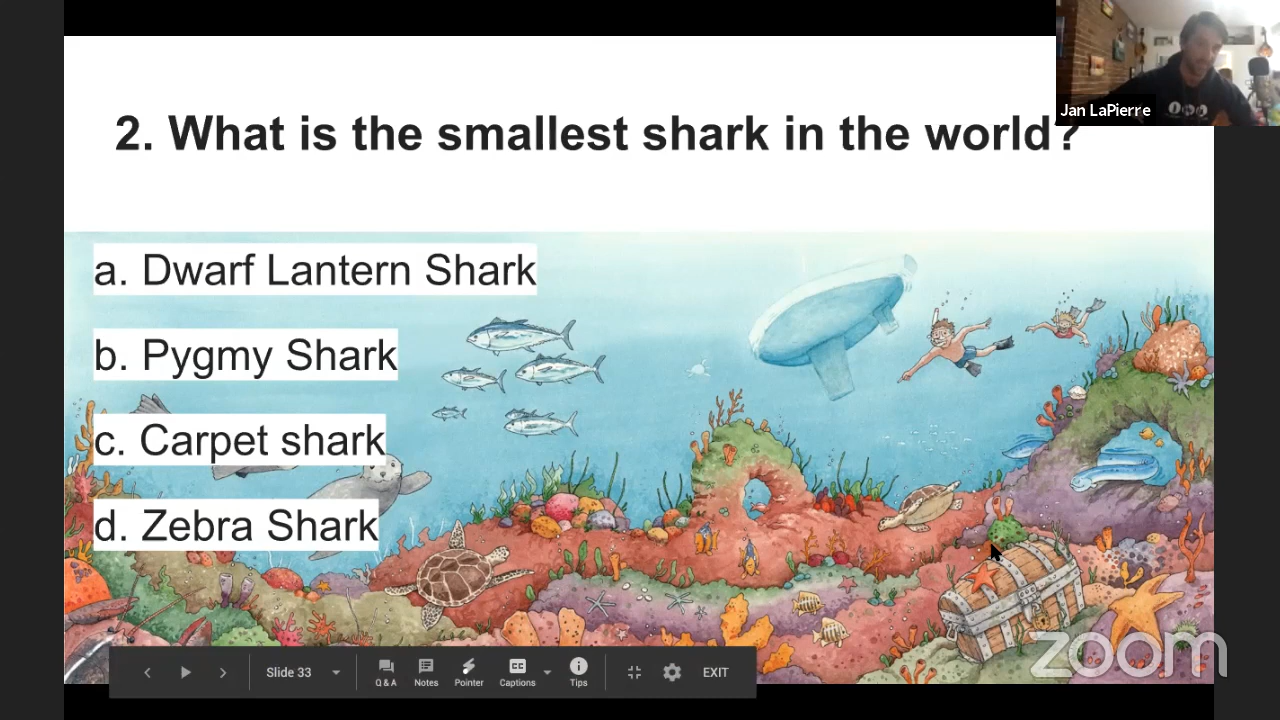 Jan LaPierre
2. What is the smallest shark in the world?
a. Dwarf Lantern Shark
b. Pygmy Shark
c. Carpet shark
d. Zebra Shark
Slide 33
Q & A
Notes
Pointer
CC
Captions
Tips
EXIT
zoom